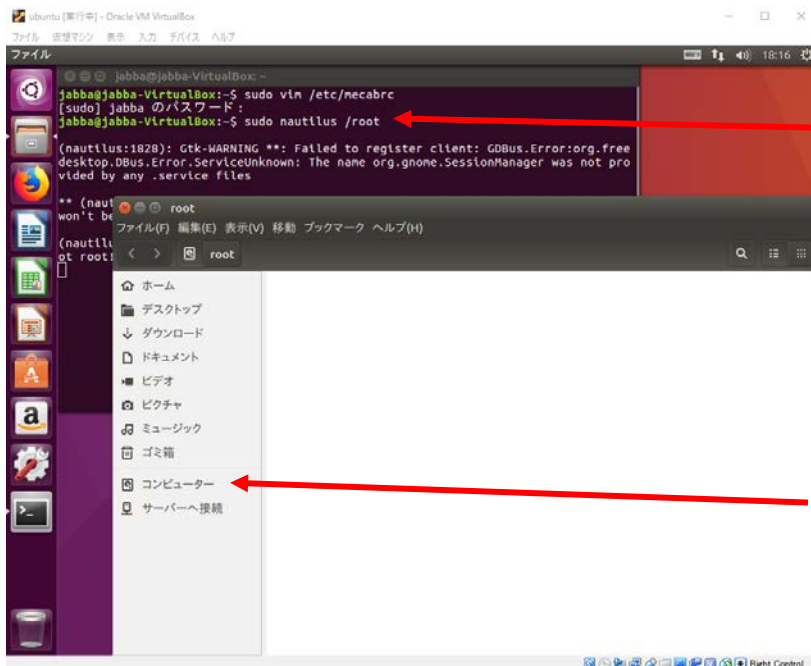 ubuntu [実行中] - Oracle VM VirtualBox
ファイル 仮想マシン 表示 入力 デバイス ヘルプ
ファイル 18:16
jabba@jabba-VirtualBox: ~
jabba@jabba-VirtualBox:~$ sudo vim /etc/mecabrc
[sudo] jabba のパスワード:
jabba@jabba-VirtualBox:~$ sudo nautilus /root
(nautilus:1828): Gtk-WARNING **: Failed to register client: GDBus.Error:org.free
desktop.DBus.Error.ServiceUnknown: The name org.gnome.SessionManager was not pro
vided by any .service files
** (naut
won't be
(nautilu
ot root!
root
ファイル(F) 編集(E) 表示(V) 移動 ブックマーク ヘルプ(H)
root
ホーム
デスクトップ
ダウンロード
ドキュメント
ビデオ
ピクチャ
ミュージック
ゴミ箱
コンピューター
サーバーへ接続
A
a
>_
Right Control